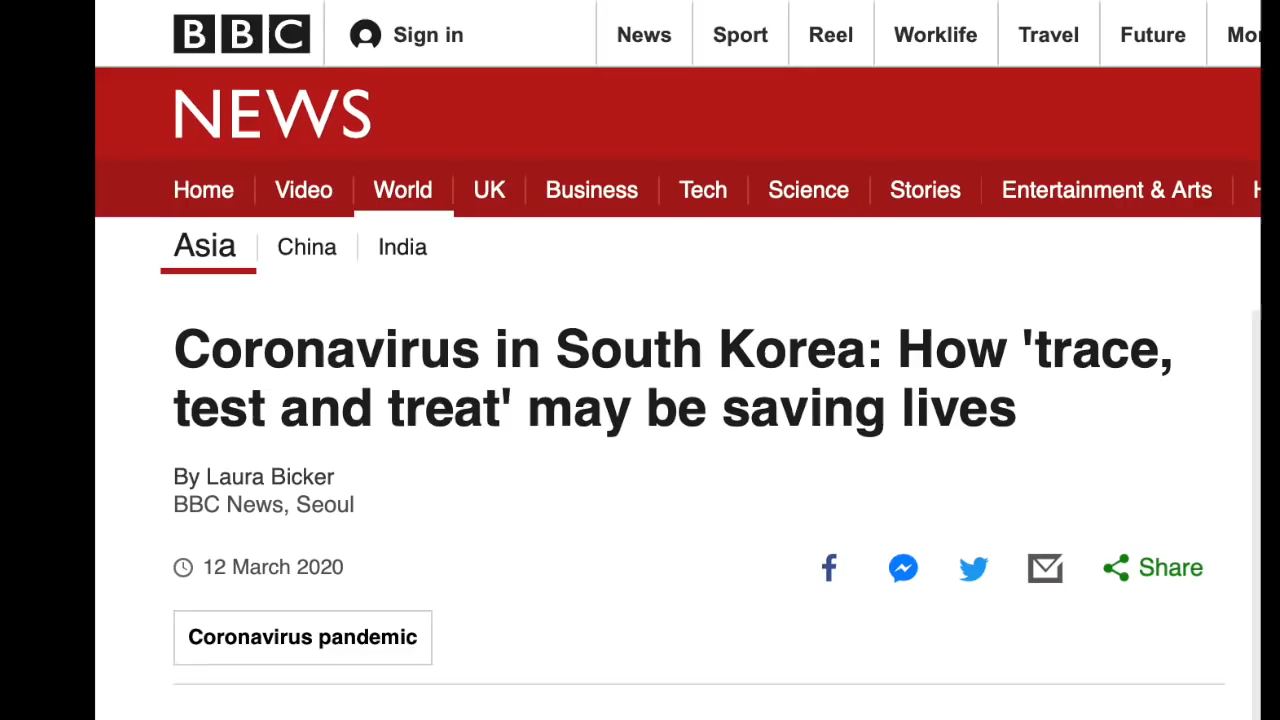 BBC Sign in News Sport Reel Worklife Travel Future
NEWS
Home Video World UK Business Tech Science Stories Entertainment & Arts
Asia China India
Coronavirus in South Korea: How 'trace,
test and treat' may be saving lives
By Laura Bicker
BBC News, Seoul
12 March 2020
Share
Coronavirus pandemic